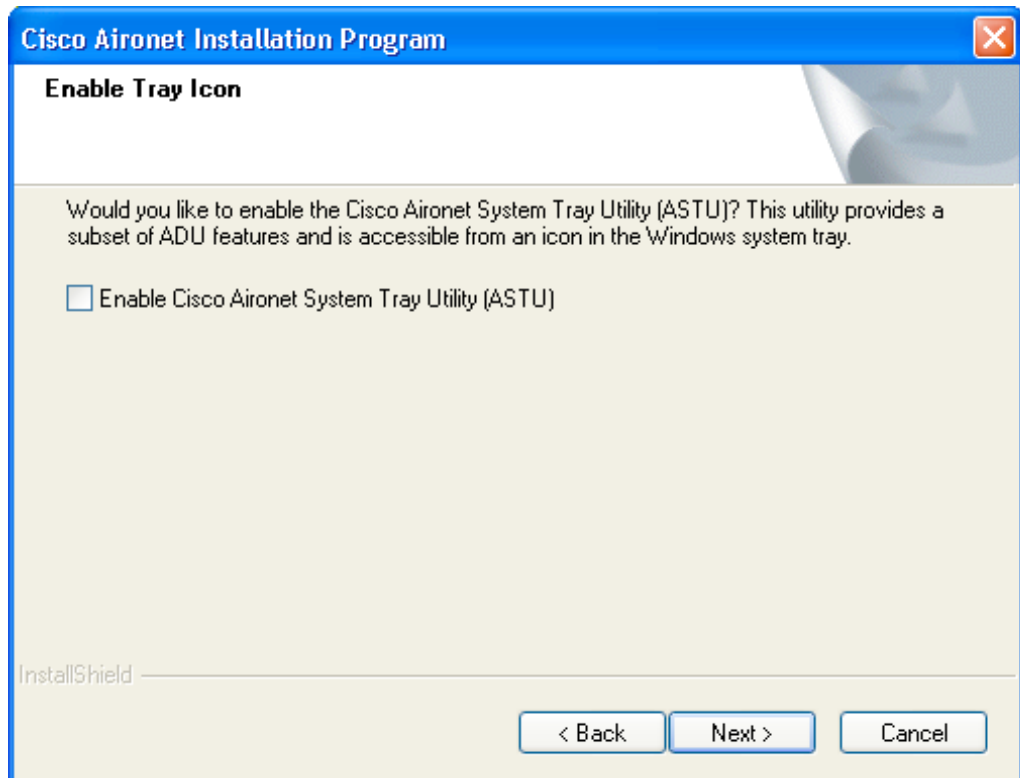 Cisco Aironet Installation Program
Enable Tray Icon
Would you like to enable the Cisco Aironet System Tray Utility (ASTU)? This utility provides a
subset of ADU features and is accessible from an icon in the Windows system tray.
Enable Cisco Aironet System Tray Utility (ASTU)
InstallShield
< Back Next > Cancel